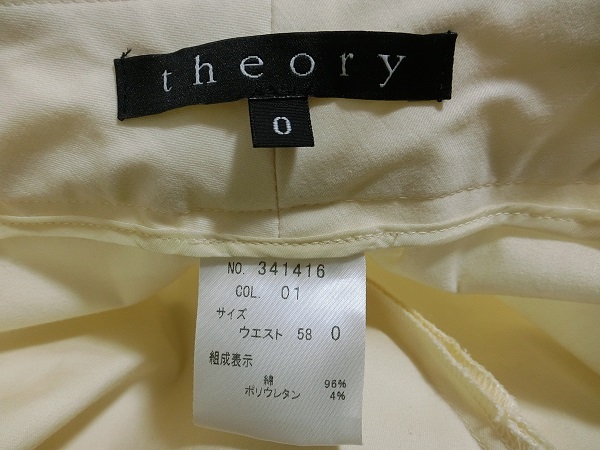 theory
0
NO. 341416
COL. 01
サイズ
ウエスト 58 0
組成表示
綿 96%
ポリウレタン 4%